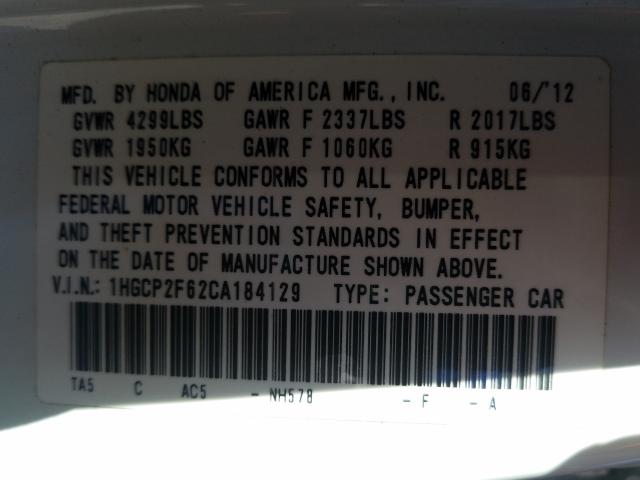 MFD. BY HONDA OF AMERICA MFG., INC. 06/'12
GVWR 4299LBS GAWR F 2337LBS R 2017LBS
GVWR 1950KG GAWR F 1060KG R 915KG
THIS VEHICLE CONFORMS TO ALL APPLICABLE
FEDERAL MOTOR VEHICLE SAFETY, BUMPER,
AND THEFT PREVENTION STANDARDS IN EFFECT
ON THE DATE OF MANUFACTURE SHOWN ABOVE.
V.I.N.: 1HGCP2F62CA184129 TYPE: PASSENGER CAR
TA5 C AC5 - NH578 - F - A